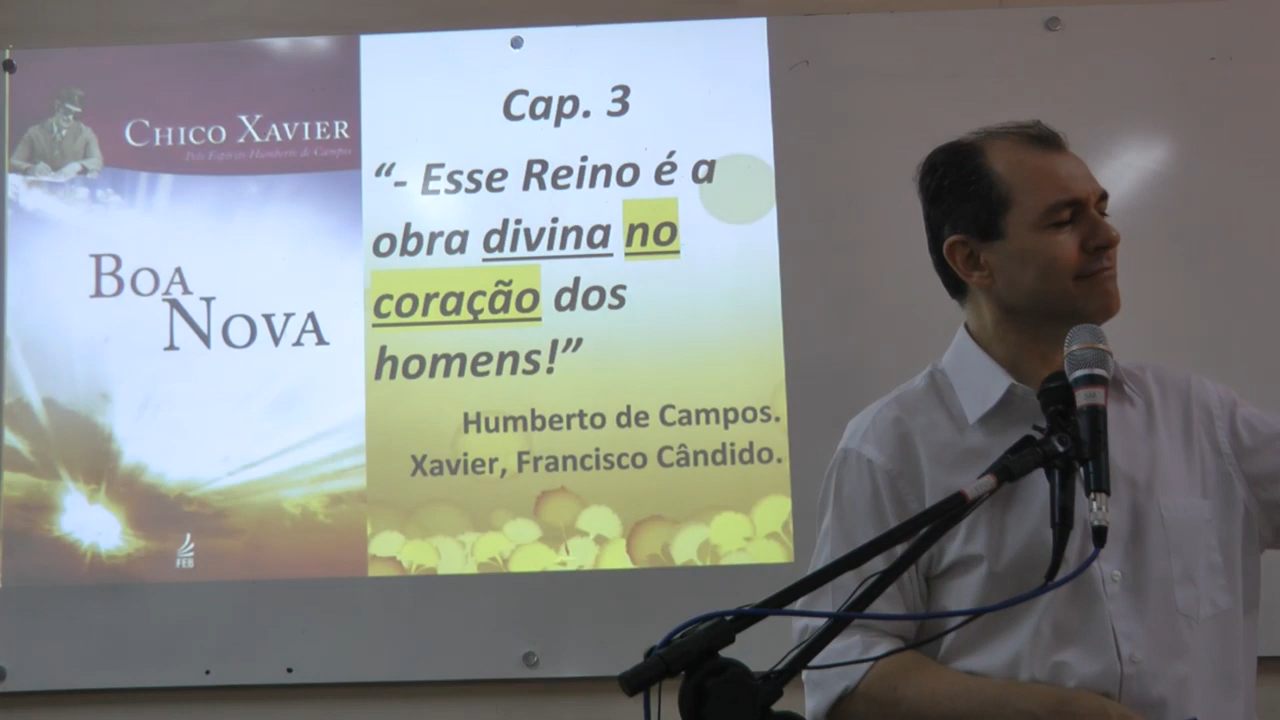 CHICO XAVIER
Pelo Espírito Humberto de Campos
BOA
NOVA
FEB
Cap. 3
“- Esse Reino é a
obra divina no
coração dos
homens!”
Humberto de Campos.
Xavier, Francisco Cândido.